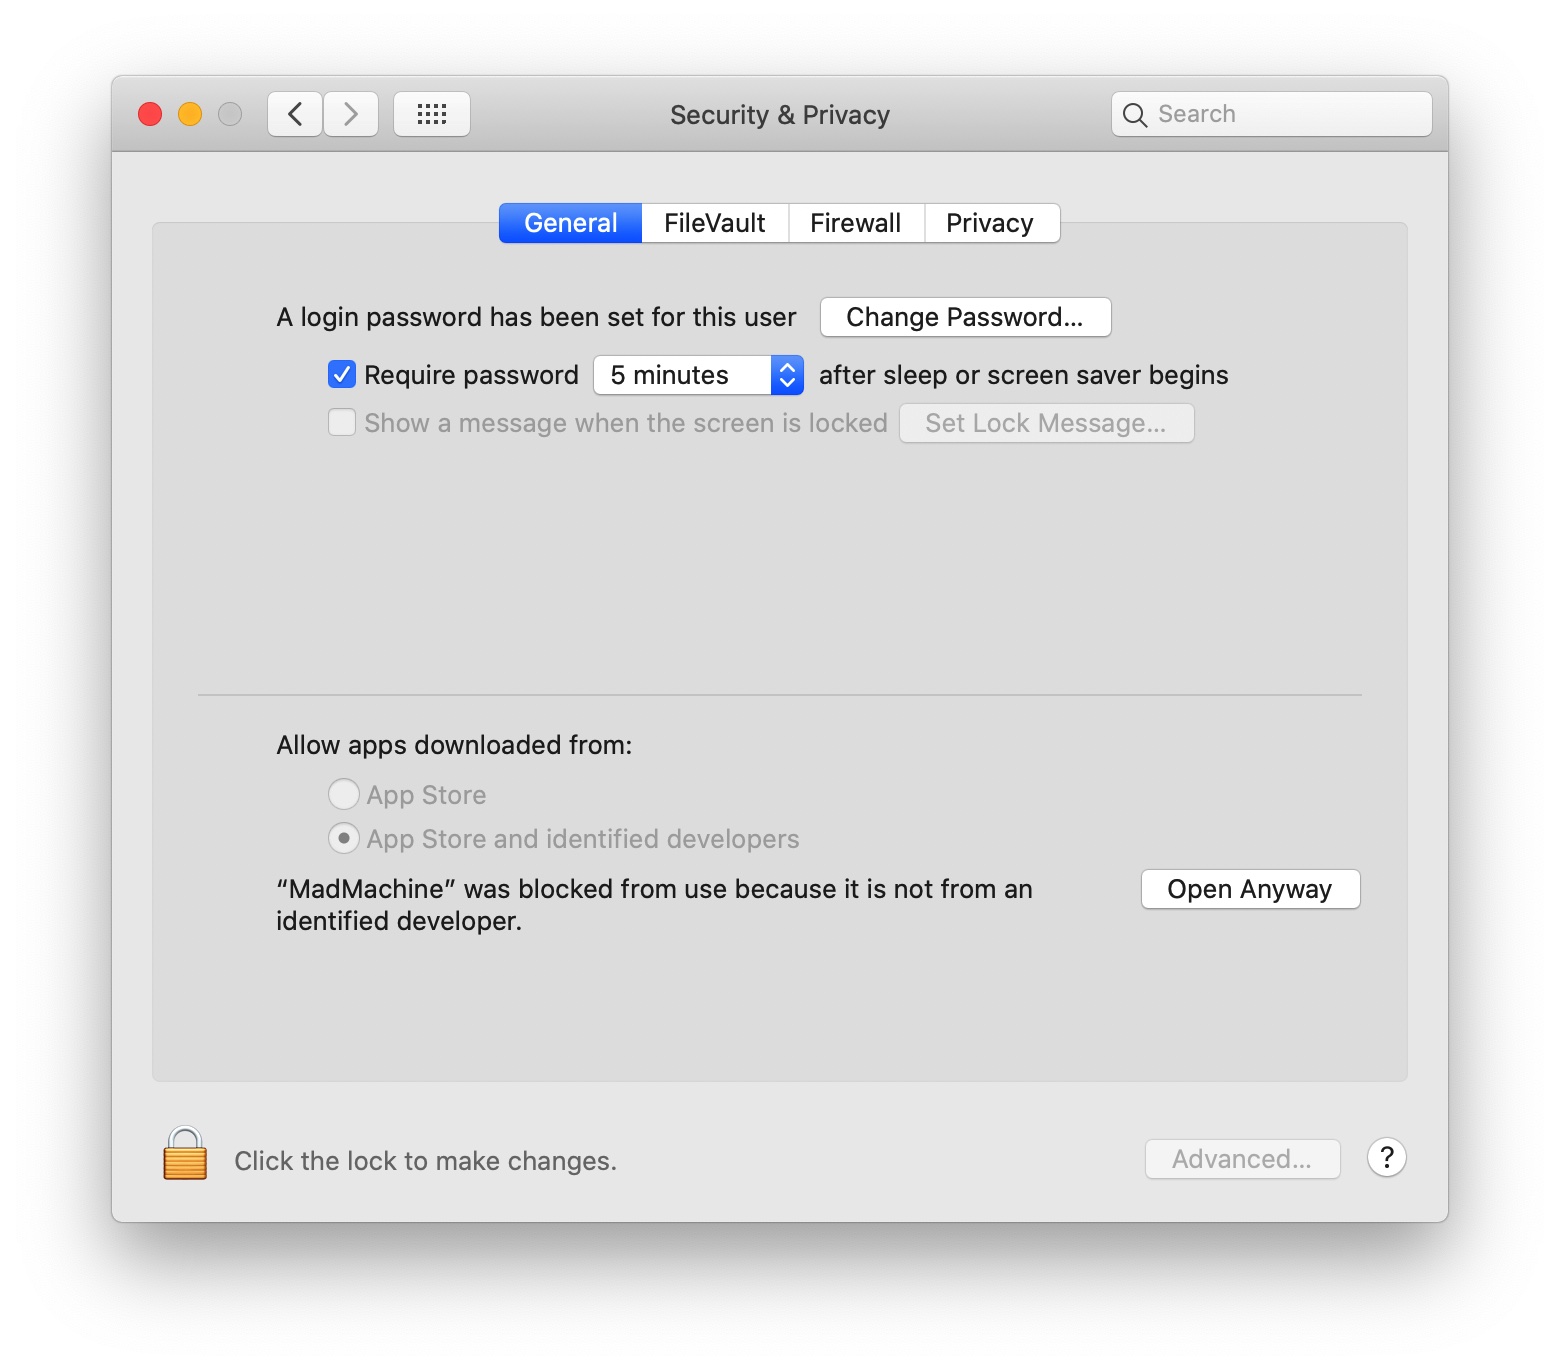 Security & Privacy
Search
General
FileVault
Firewall
Privacy
A login password has been set for this user
Change Password...
Require password
5 minutes
after sleep or screen saver begins
Show a message when the screen is locked
Set Lock Message...
Allow apps downloaded from:
App Store
App Store and identified developers
“MadMachine” was blocked from use because it is not from an
identified developer.
Open Anyway
Click the lock to make changes.
Advanced...
?